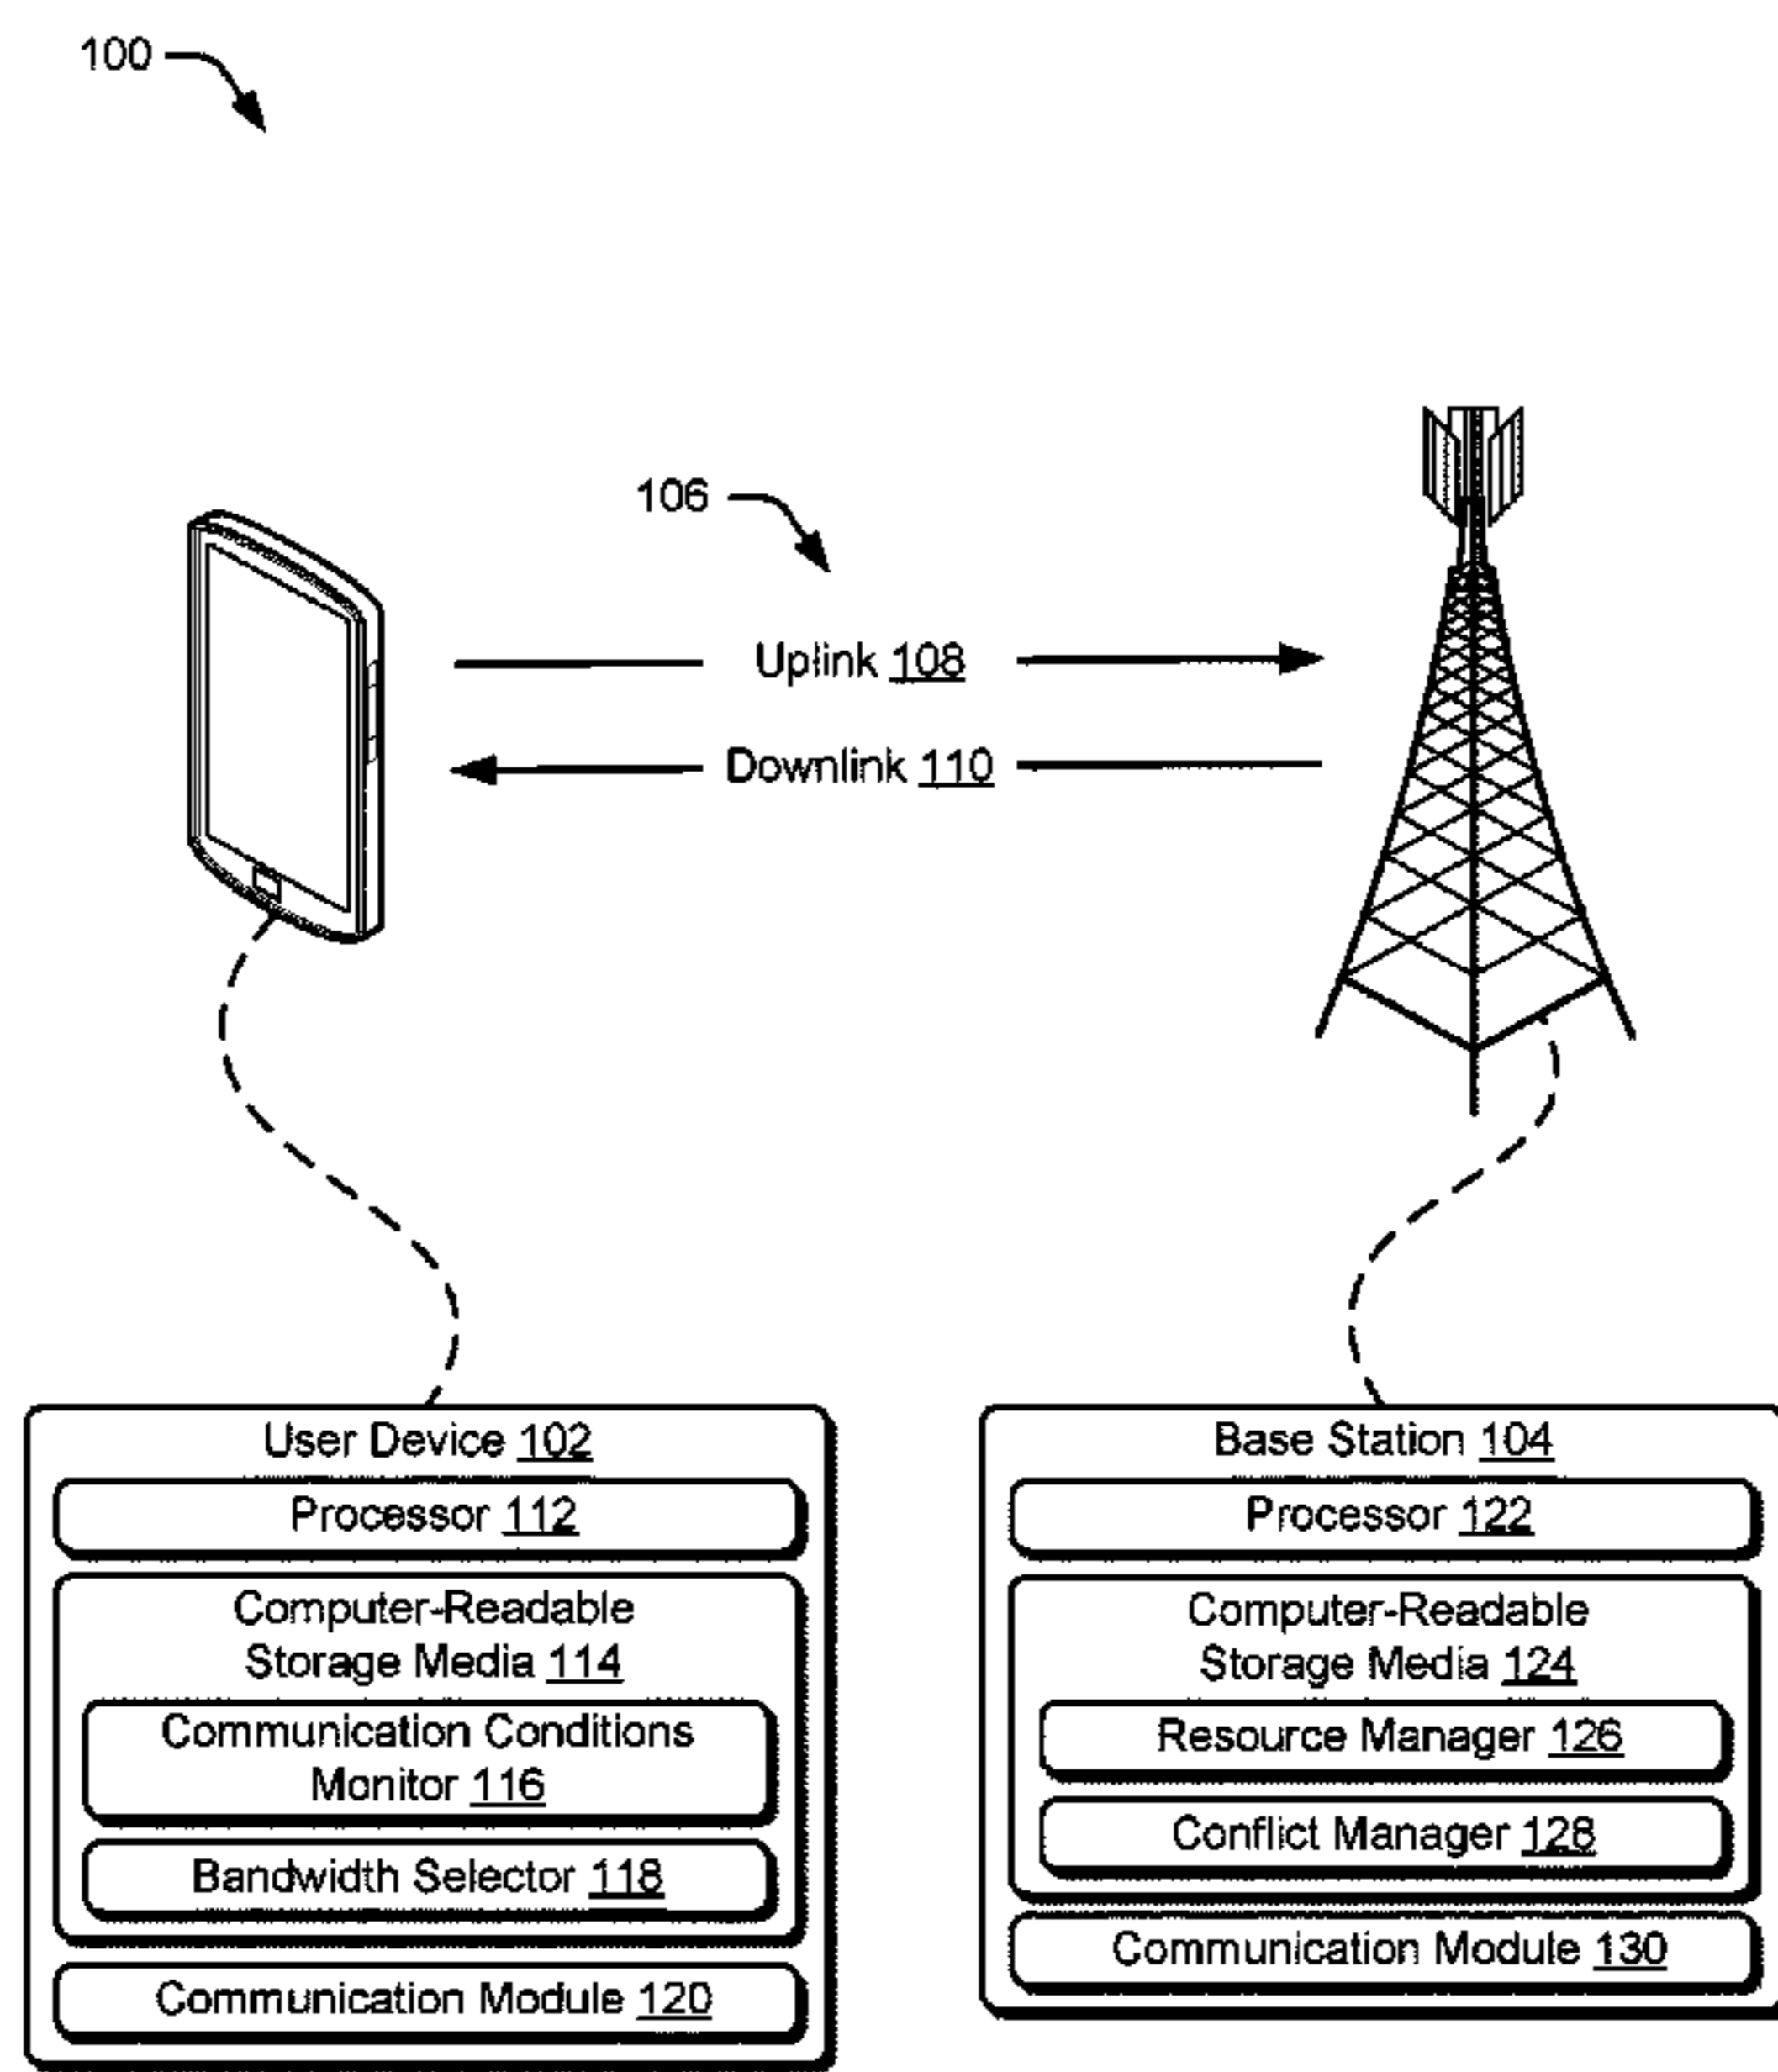 100
106
Uplink 108
Downlink 110
User Device 102
Processor 112
Computer-Readable
Storage Media 114
Communication Conditions
Monitor 116
Bandwidth Selector 118
Communication Module 120
Base Station 104
Processor 122
Computer-Readable
Storage Media 124
Resource Manager 126
Conflict Manager 128
Communication Module 130